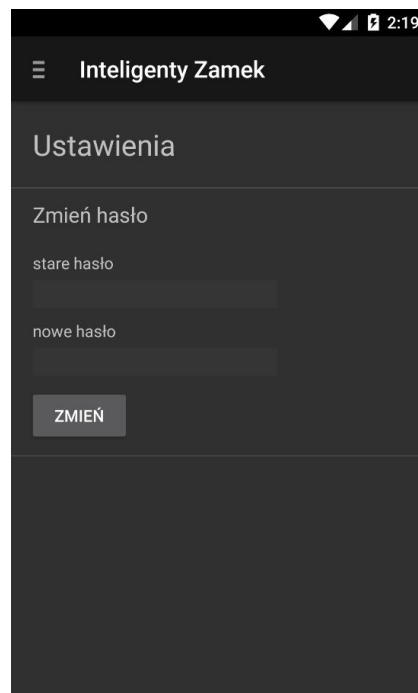 2:19
Inteligenty Zamek
Ustawienia
Zmień hasło
stare hasło
nowe hasło
ZMIEŃ